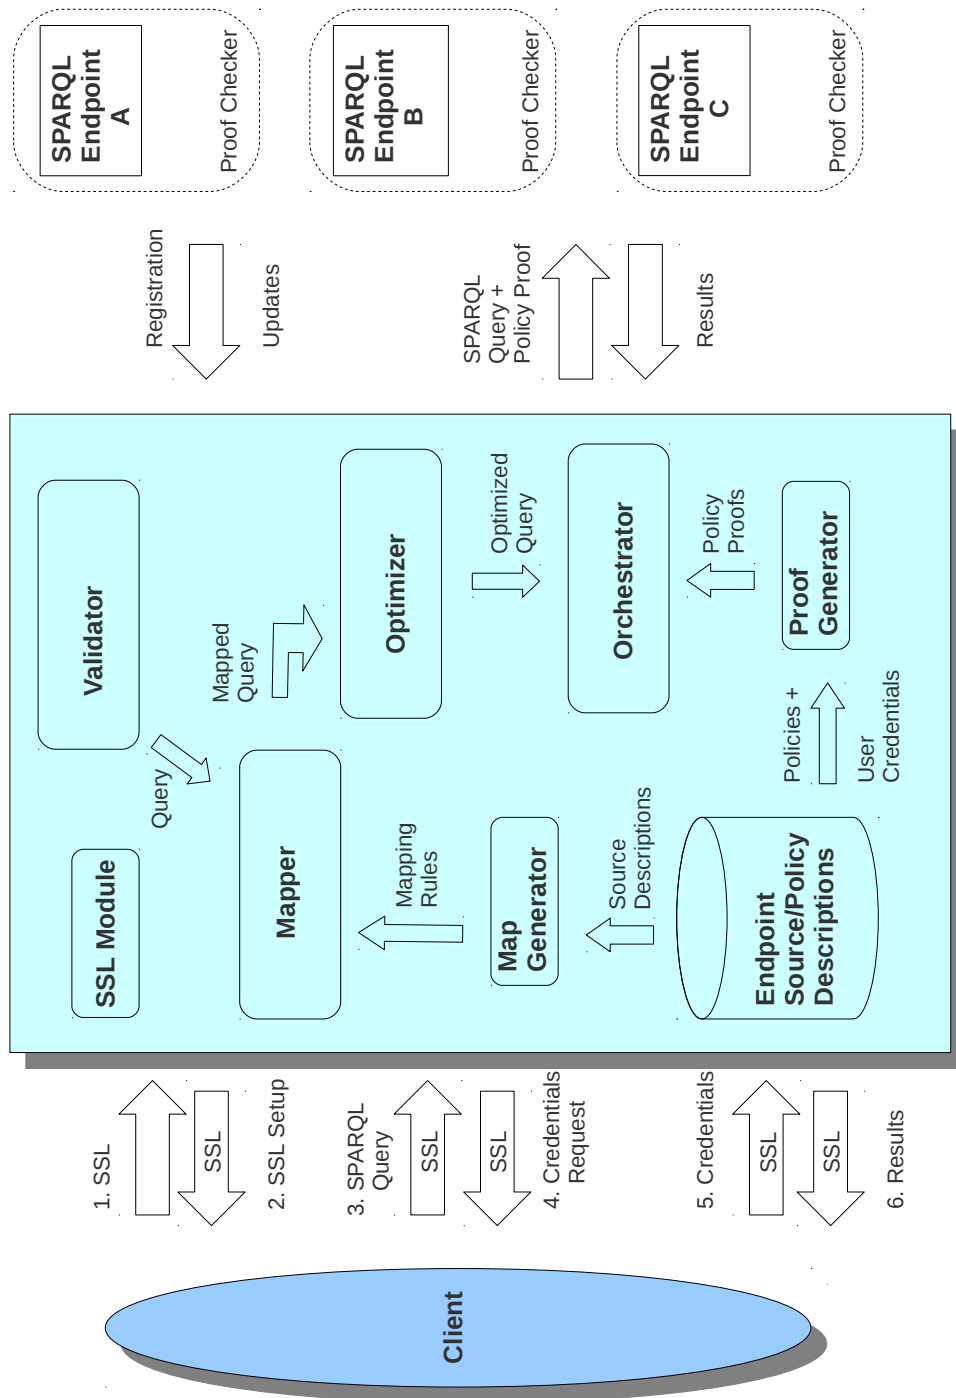 1. SSL
SSL
2. SSL Setup
3. SPARQL
Query
SSL
SSL
4. Credentials
Request
5. Credentials
SSL
SSL
6. Results
Client
SSL Module
Query
Validator
Mapper
Mapped
Query
Optimizer
Mapping
Rules
Optimized
Query
Map
Generator
Orchestrator
Source
Descriptions
Policy
Proofs
Endpoint
Source/Policy
Descriptions
Policies +
User
Credentials
Proof
Generator
Registration
Updates
SPARQL
Query +
Policy Proof
Results
SPARQL
Endpoint
A
Proof Checker
SPARQL
Endpoint
B
Proof Checker
SPARQL
Endpoint
C
Proof Checker